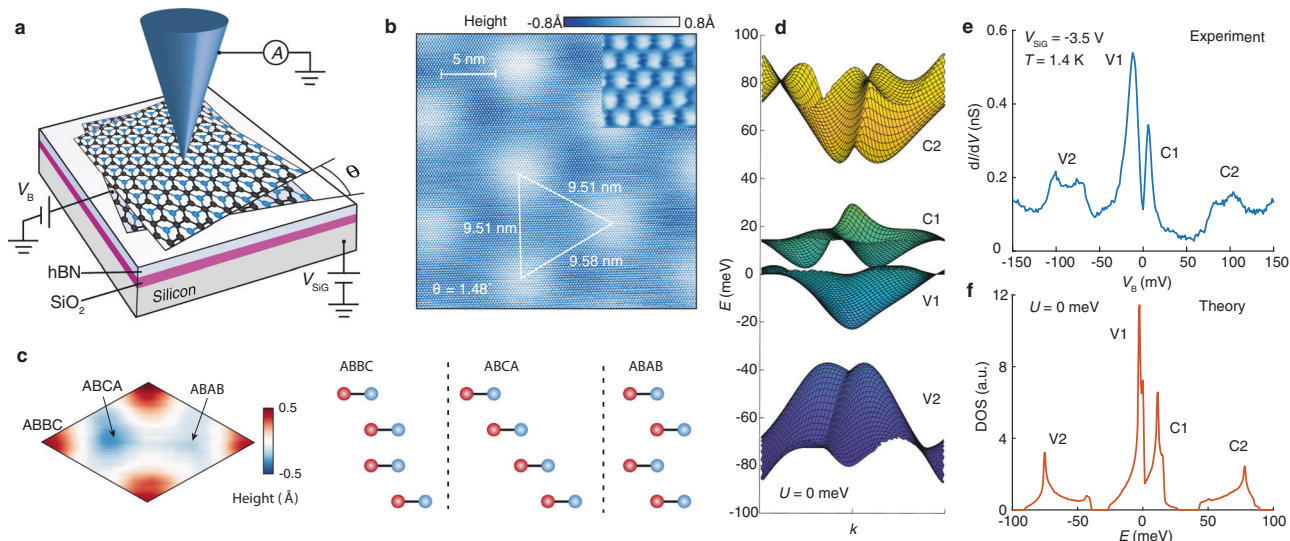 a
A
θ
V_B
hBN
SiO₂
Silicon
V_SiG
b
Height
-0.8Å
0.8Å
5 nm
9.51 nm
9.51 nm
9.58 nm
θ = 1.48°
c
ABCA
ABAB
ABBC
0.5
-0.5
Height (Å)
ABBC
ABCA
ABAB
d
100
80
60
40
20
0
-20
-40
-60
-80
-100
E (meV)
C2
C1
V1
V2
U = 0 meV
k
e
V_SiG = -3.5 V
T = 1.4 K
Experiment
V1
V2
C1
C2
0.6
0.4
0.2
0
dI/dV (nS)
-150
-100
-50
0
50
100
150
V_B (mV)
f
U = 0 meV
Theory
V1
V2
C1
C2
12
8
4
0
DOS (a.u.)
-100
-50
0
50
100
E (meV)